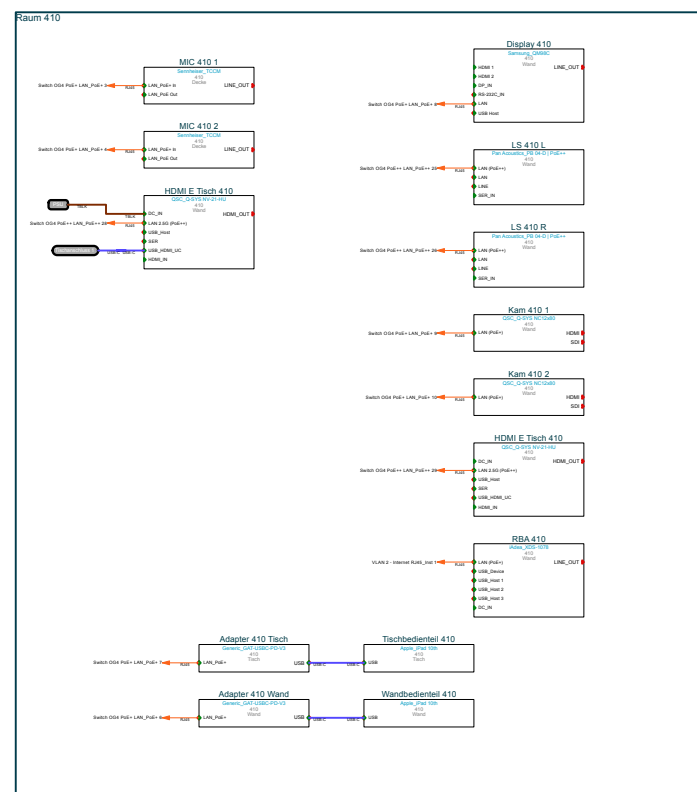 Raum 410
MIC 410 1
Sennheiser_TCCM
410
Decke
Switch OG4 PoE+ LAN_PoE+ 3
RJ45
LAN_PoE+ in
LINE_OUT
LAN_PoE Out
MIC 410 2
Sennheiser_TCCM
410
Decke
Switch OG4 PoE+ LAN_PoE+ 4
RJ45
LAN_PoE+ in
LINE_OUT
LAN_PoE Out
HDMI E Tisch 410
QSC_Q-SYS NV-21-HU
410
Wand
DC_IN
HDMI_OUT
Switch OG4 PoE++ LAN_PoE++ 28
RJ45
LAN 2.5G (PoE++)
USB_Host
SER
USB-C
USB-C
USB_HDMI_UC
HDMI_IN
Display 410
Samsung_QM98C
410
Wand
HDMI 1
LINE_OUT
HDMI 2
DP_IN
RS-232C_IN
Switch OG4 PoE+ LAN_PoE+ 8
RJ45
LAN
USB Host
LS 410 L
Pan Acoustics_PB 04-D | PoE++
410
Wand
Switch OG4 PoE++ LAN_PoE++ 25
RJ45
LAN (PoE++)
LAN
LINE
SER_IN
LS 410 R
Pan Acoustics_PB 04-D | PoE++
410
Wand
Switch OG4 PoE++ LAN_PoE++ 26
RJ45
LAN (PoE++)
LAN
LINE
SER_IN
Kam 410 1
QSC_Q-SYS NC12x80
410
Wand
Switch OG4 PoE+ LAN_PoE+ 9
RJ45
LAN (PoE+)
HDMI
SDI
Kam 410 2
QSC_Q-SYS NC12x80
410
Wand
Switch OG4 PoE+ LAN_PoE+ 10
RJ45
LAN (PoE+)
HDMI
SDI
HDMI E Tisch 410
QSC_Q-SYS NV-21-HU
410
Wand
DC_IN
HDMI_OUT
Switch OG4 PoE++ LAN_PoE++ 29
RJ45
LAN 2.5G (PoE++)
USB_Host
SER
USB_HDMI_UC
HDMI_IN
RBA 410
iAdea_XDS-1078
410
Wand
VLAN 2 - Internet RJ45_Inst 1
RJ45
LAN (PoE+)
LINE_OUT
USB_Device
USB_Host 1
USB_Host 2
USB_Host 3
DC_IN
Adapter 410 Tisch
Generic_GAT-USBC-PD-V3
410
Tisch
Switch OG4 PoE+ LAN_PoE+ 7
RJ45
LAN_PoE+
USB
USB-C
USB-C
Tischbedienteil 410
Apple_iPad 10th
410
Tisch
USB
Adapter 410 Wand
Generic_GAT-USBC-PD-V3
410
Wand
Switch OG4 PoE+ LAN_PoE+ 6
RJ45
LAN_PoE+
USB
USB-C
USB-C
Wandbedienteil 410
Apple_iPad 10th
410
Wand
USB